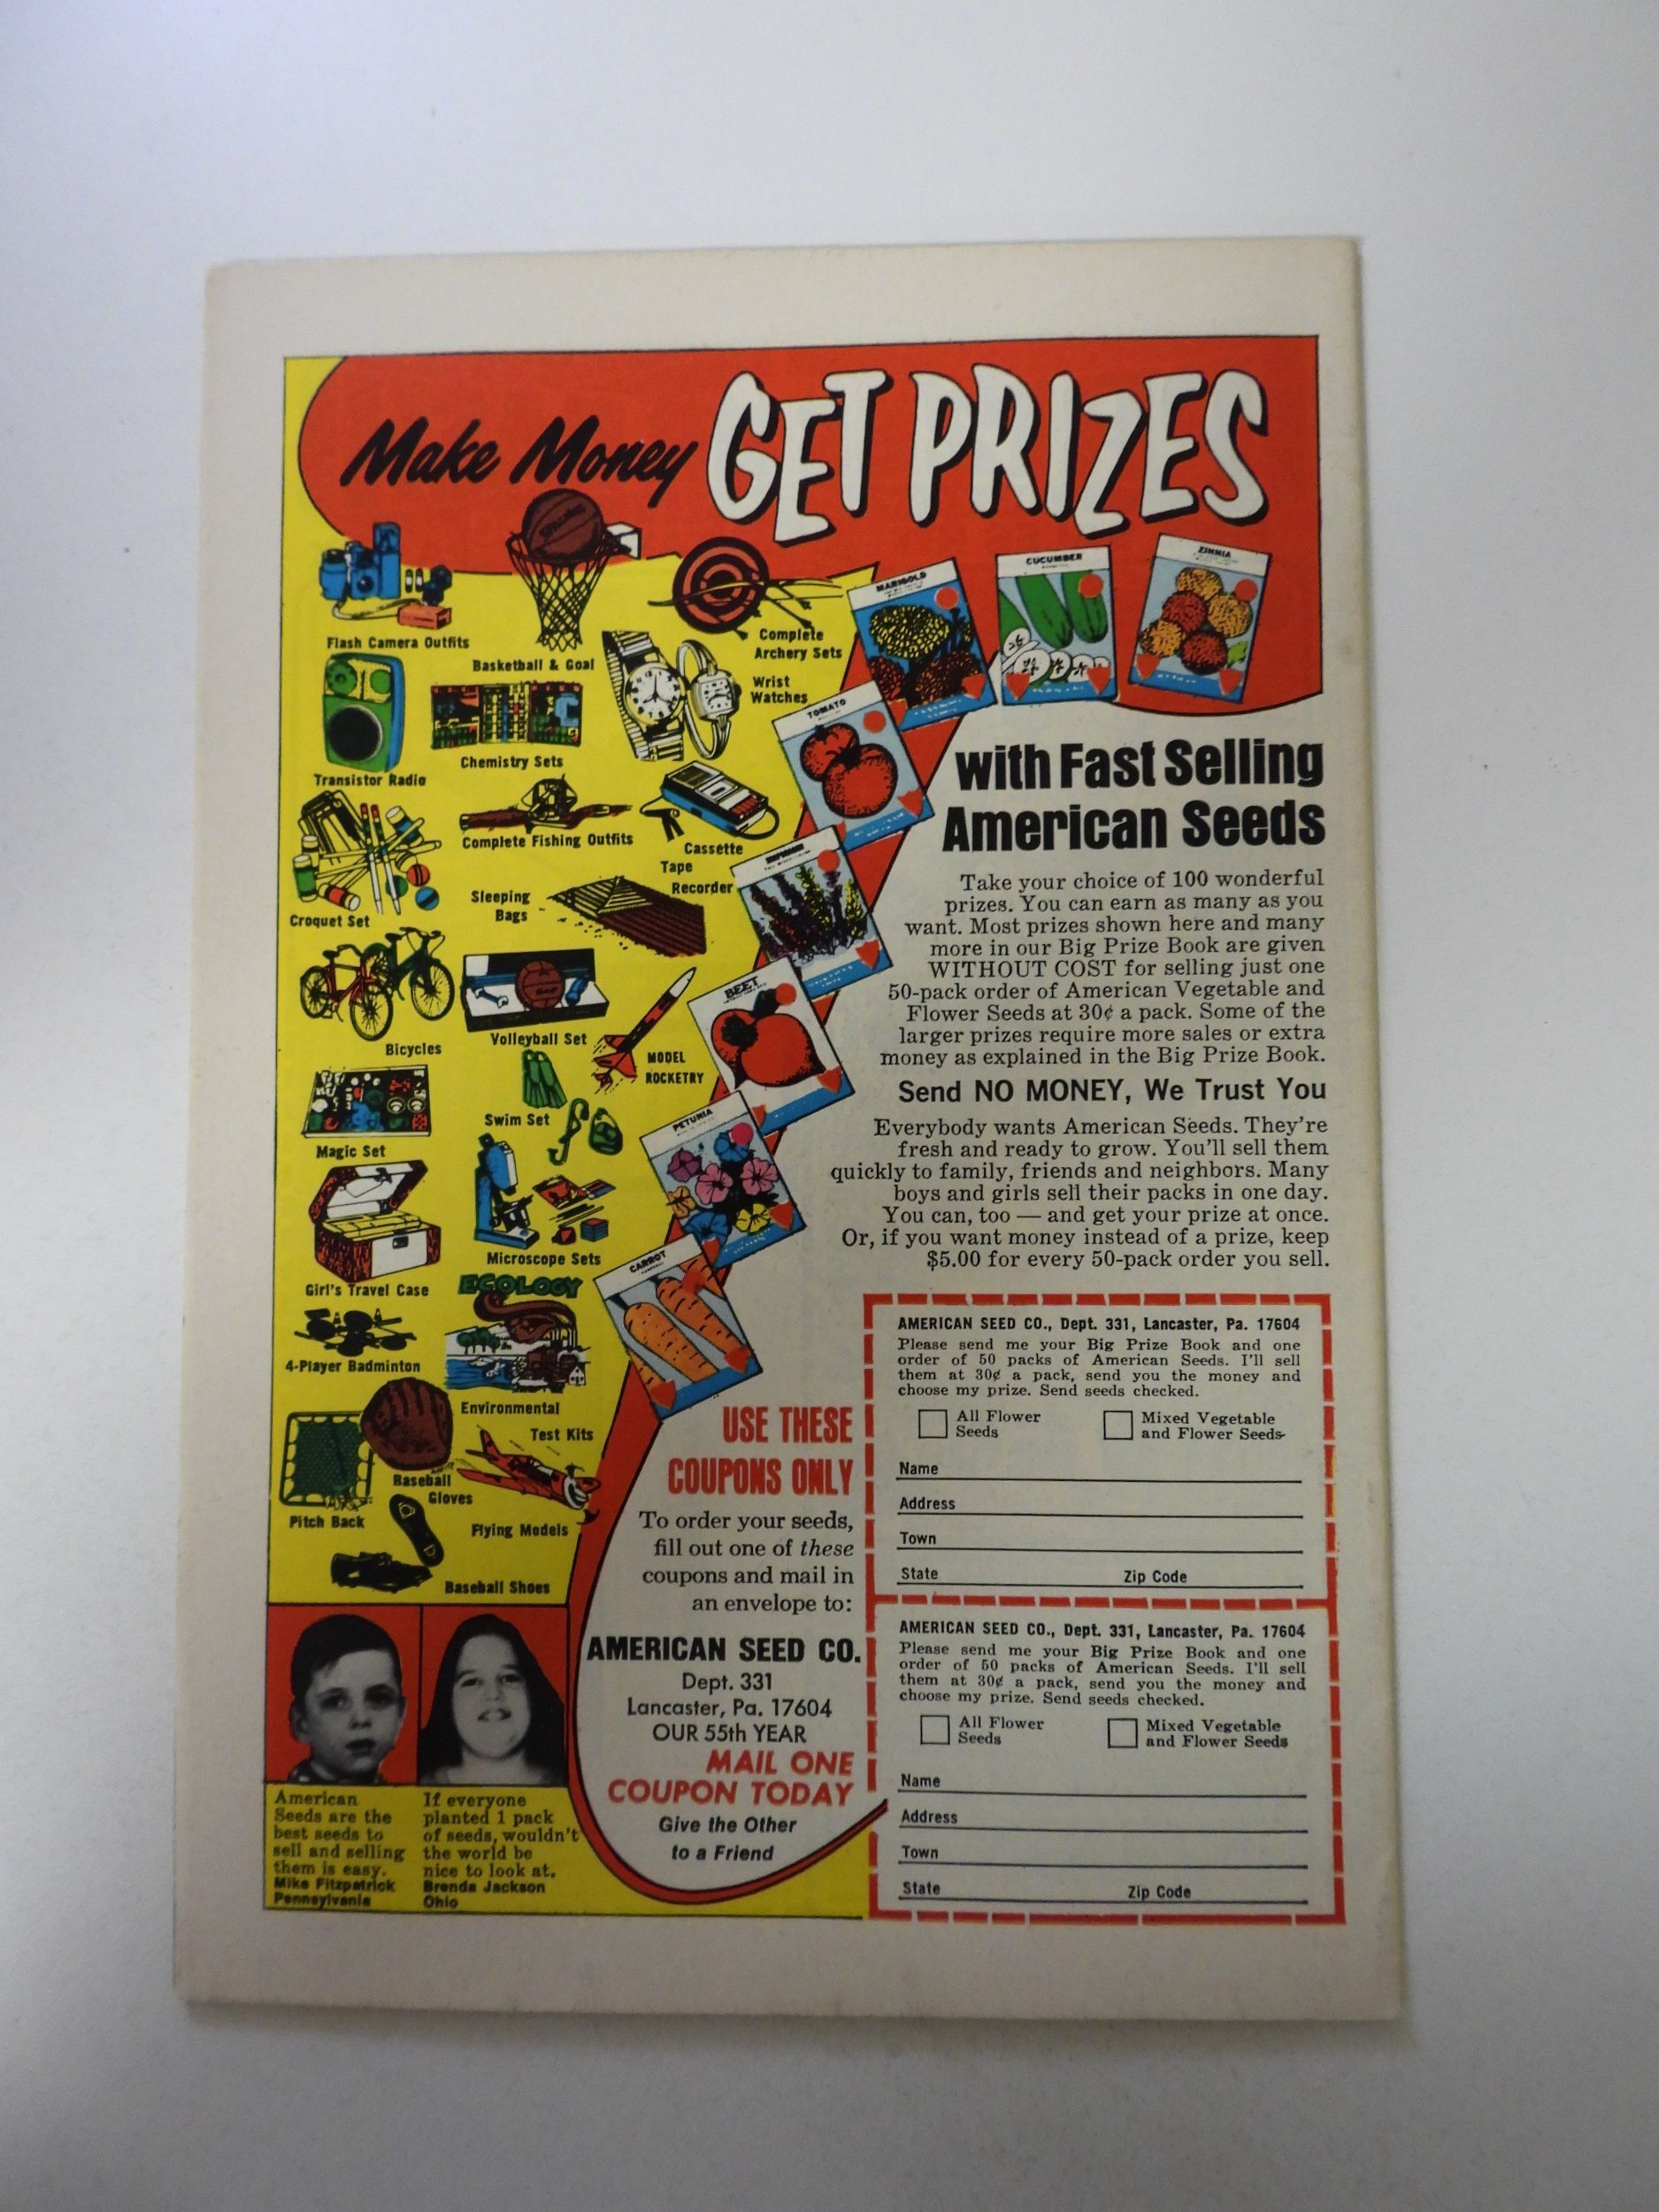 Make Money GET PRIZES
Flash Camera Outfits
Basketball & Goal
Complete
Archery Sets
Wrist
Watches
Transistor Radio
Chemistry Sets
Complete Fishing Outfits
Cassette
Tape
Recorder
Croquet Set
Sleeping
Bags
Bicycles
Volleyball Set
MODEL
ROCKETRY
Swim Set
Magic Set
Microscope Sets
Girl's Travel Case
ECOLOGY
4-Player Badminton
Environmental
Test Kits
Baseball
Gloves
Pitch Back
Flying Models
Baseball Shoes
MARIGOLD
CUCUMBER
ZINNIA
TOMATO
BEET
PETUNIA
CARROT
with Fast Selling
American Seeds
Take your choice of 100 wonderful
prizes. You can earn as many as you
want. Most prizes shown here and many
more in our Big Prize Book are given
WITHOUT COST for selling just one
50-pack order of American Vegetable and
Flower Seeds at 30¢ a pack. Some of the
larger prizes require more sales or extra
money as explained in the Big Prize Book.
Send NO MONEY, We Trust You
Everybody wants American Seeds. They're
fresh and ready to grow. You'll sell them
quickly to family, friends and neighbors. Many
boys and girls sell their packs in one day.
You can, too — and get your prize at once.
Or, if you want money instead of a prize, keep
$5.00 for every 50-pack order you sell.
USE THESE
COUPONS ONLY
To order your seeds,
fill out one of these
coupons and mail in
an envelope to:
AMERICAN SEED CO.
Dept. 331
Lancaster, Pa. 17604
OUR 55th YEAR
MAIL ONE
COUPON TODAY
Give the Other
to a Friend
AMERICAN SEED CO., Dept. 331, Lancaster, Pa. 17604
Please send me your Big Prize Book and one
order of 50 packs of American Seeds. I'll sell
them at 30¢ a pack, send you the money and
choose my prize. Send seeds checked.
All Flower
Seeds
Mixed Vegetable
and Flower Seeds
Name
Address
Town
State Zip Code
AMERICAN SEED CO., Dept. 331, Lancaster, Pa. 17604
Please send me your Big Prize Book and one
order of 50 packs of American Seeds. I'll sell
them at 30¢ a pack, send you the money and
choose my prize. Send seeds checked.
All Flower
Seeds
Mixed Vegetable
and Flower Seeds
Name
Address
Town
State Zip Code
American
Seeds are the
best seeds to
sell and selling
them is easy.
Mike Fitzpatrick
Pennsylvania
If everyone
planted 1 pack
of seeds, wouldn't
the world be
nice to look at.
Brenda Jackson
Ohio